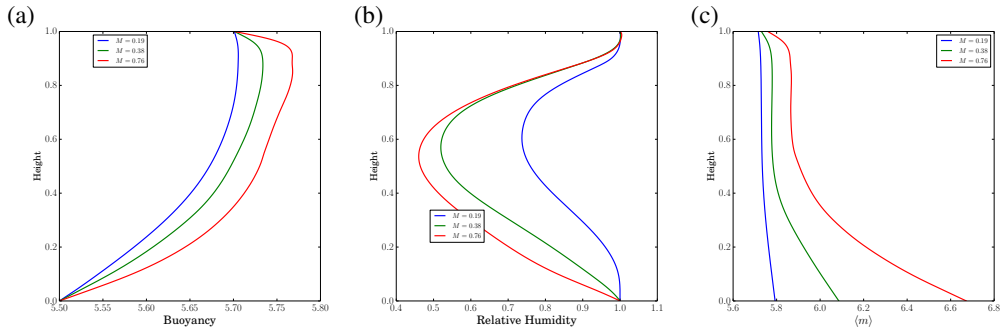 (a)
1.0
0.8
0.6
0.4
0.2
0.0
Height
M = 0.19
M = 0.38
M = 0.76
5.50 5.55 5.60 5.65 5.70 5.75 5.80
Buoyancy
(b)
1.0
0.8
0.6
0.4
0.2
0.0
Height
M = 0.19
M = 0.38
M = 0.76
0.4 0.5 0.6 0.7 0.8 0.9 1.0 1.1
Relative Humidity
(c)
1.0
0.8
0.6
0.4
0.2
0.0
Height
M = 0.19
M = 0.38
M = 0.76
5.6 5.8 6.0 6.2 6.4 6.6 6.8
⟨m⟩